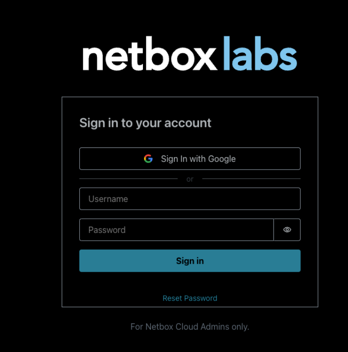 netbox labs
Sign in to your account
Sign In with Google
or
Username
Password
Sign in
Reset Password
For Netbox Cloud Admins only.